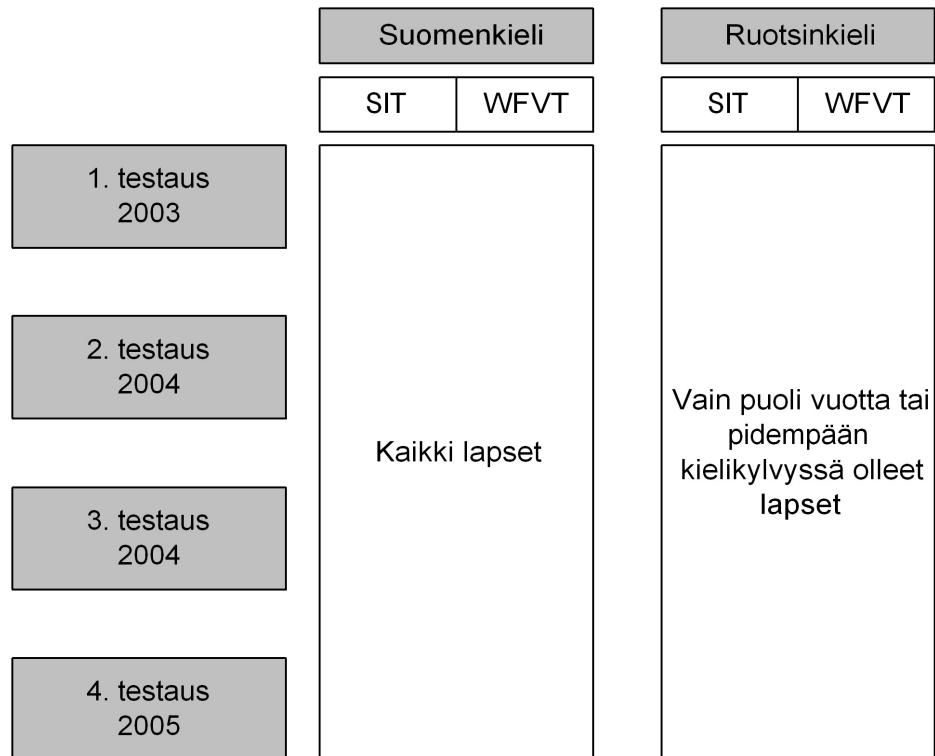 Suomenkieli
Ruotsinkieli
SIT
WFVT
SIT
WFVT
1. testaus
2003
2. testaus
2004
3. testaus
2004
4. testaus
2005
Kaikki lapset
Vain puoli vuotta tai
pidempään
kielikylvyssä olleet
lapset